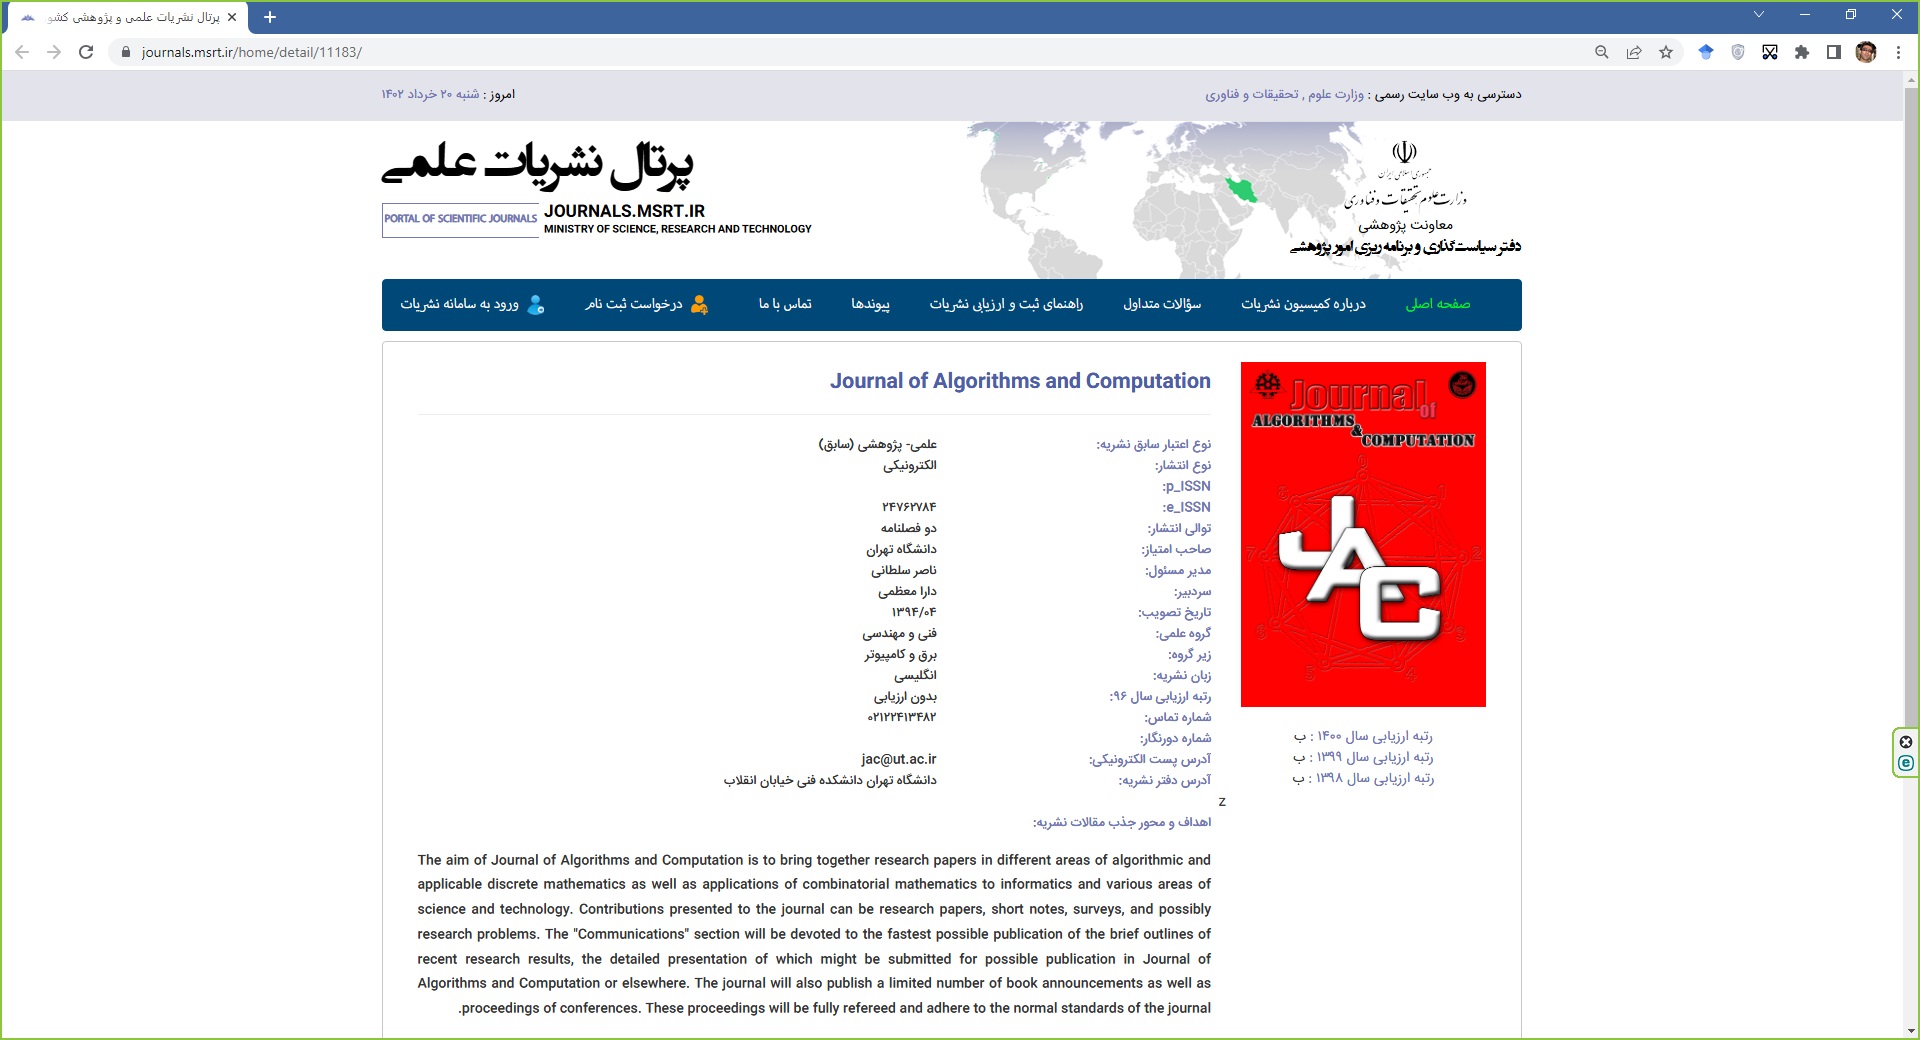 پرتال نشریات علمی و پژوهشی کشو
journals.msrt.ir/home/detail/11183/
دسترسی به وب سایت رسمی : وزارت علوم , تحقیقات و فناوری
امروز : شنبه ۲۰ خرداد ۱۴۰۲
پرتال نشریات علمی
PORTAL OF SCIENTIFIC JOURNALS
JOURNALS.MSRT.IR
MINISTRY OF SCIENCE, RESEARCH AND TECHNOLOGY
جمهوری اسلامی ایران
وزارت علوم تحقیقات و فناوری
معاونت پژوهشی
دفتر سیاست‌گذاری و برنامه ریزی امور پژوهشی
صفحه اصلی
درباره کمیسیون نشریات
سؤالات متداول
راهنمای ثبت و ارزیابی نشریات
پیوندها
تماس با ما
درخواست ثبت نام
ورود به سامانه نشریات
Journal of
ALGORITHMS
&
COMPUTATION
JAC
رتبه ارزیابی سال ۱۴۰۰ : ب
رتبه ارزیابی سال ۱۳۹۹ : ب
رتبه ارزیابی سال ۱۳۹۸ : ب
Journal of Algorithms and Computation
نوع اعتبار سابق نشریه: علمی- پژوهشی (سابق)
نوع انتشار: الکترونیکی
p_ISSN:
e_ISSN: ۲۴۷۶۲۷۸۴
توالی انتشار: دو فصلنامه
صاحب امتیاز: دانشگاه تهران
مدیر مسئول: ناصر سلطانی
سردبیر: دارا معظمی
تاریخ تصویب: ۱۳۹۴/۰۴
گروه علمی: فنی و مهندسی
زیر گروه: برق و کامپیوتر
زبان نشریه: انگلیسی
رتبه ارزیابی سال ۹۶: بدون ارزیابی
شماره تماس: ۰۲۱۲۲۴۱۳۴۸۲
شماره دورنگار:
آدرس پست الکترونیکی: jac@ut.ac.ir
آدرس دفتر نشریه: دانشگاه تهران دانشکده فنی خیابان انقلاب
z
اهداف و محور جذب مقالات نشریه:
The aim of Journal of Algorithms and Computation is to bring together research papers in different areas of algorithmic and
applicable discrete mathematics as well as applications of combinatorial mathematics to informatics and various areas of
science and technology. Contributions presented to the journal can be research papers, short notes, surveys, and possibly
research problems. The "Communications" section will be devoted to the fastest possible publication of the brief outlines of
recent research results, the detailed presentation of which might be submitted for possible publication in Journal of
Algorithms and Computation or elsewhere. The journal will also publish a limited number of book announcements as well as
.proceedings of conferences. These proceedings will be fully refereed and adhere to the normal standards of the journal